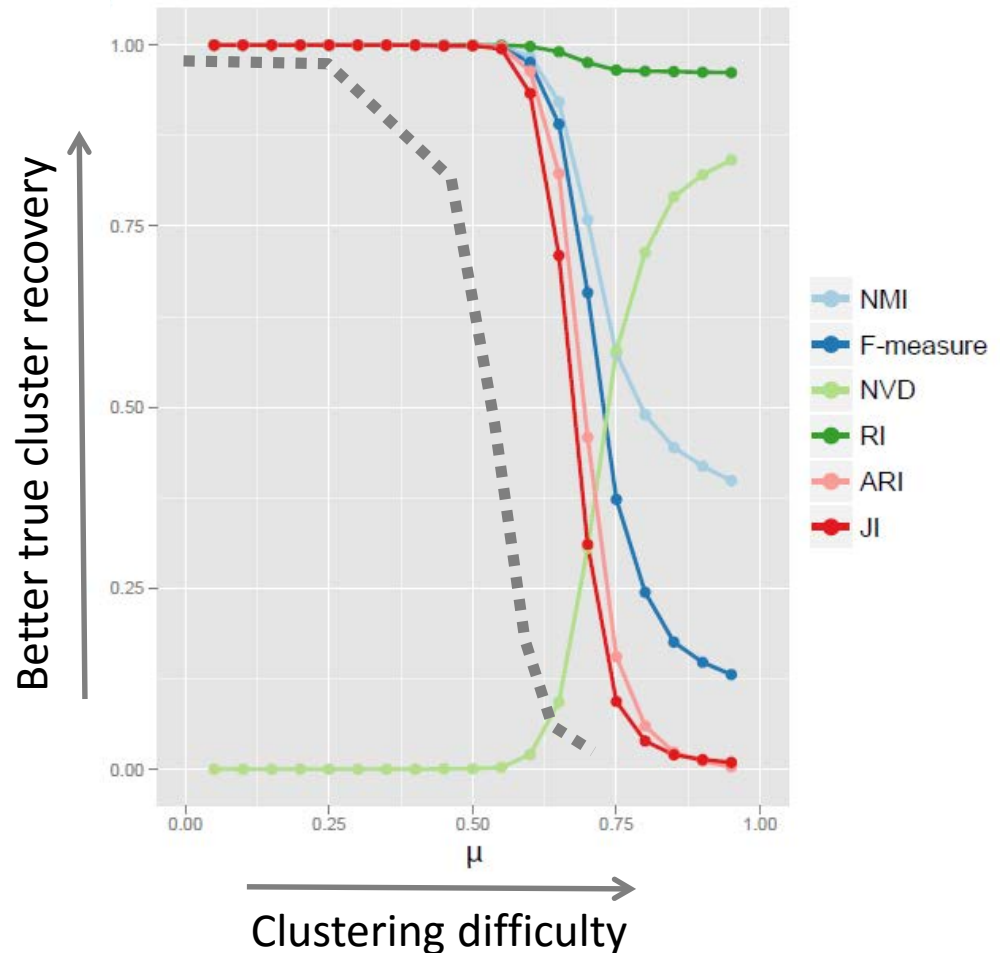 Better true cluster recovery
1.00
0.75
0.50
0.25
0.00
0.00 0.25 0.50 0.75 1.00
μ
Clustering difficulty
NMI
F-measure
NVD
RI
ARI
JI